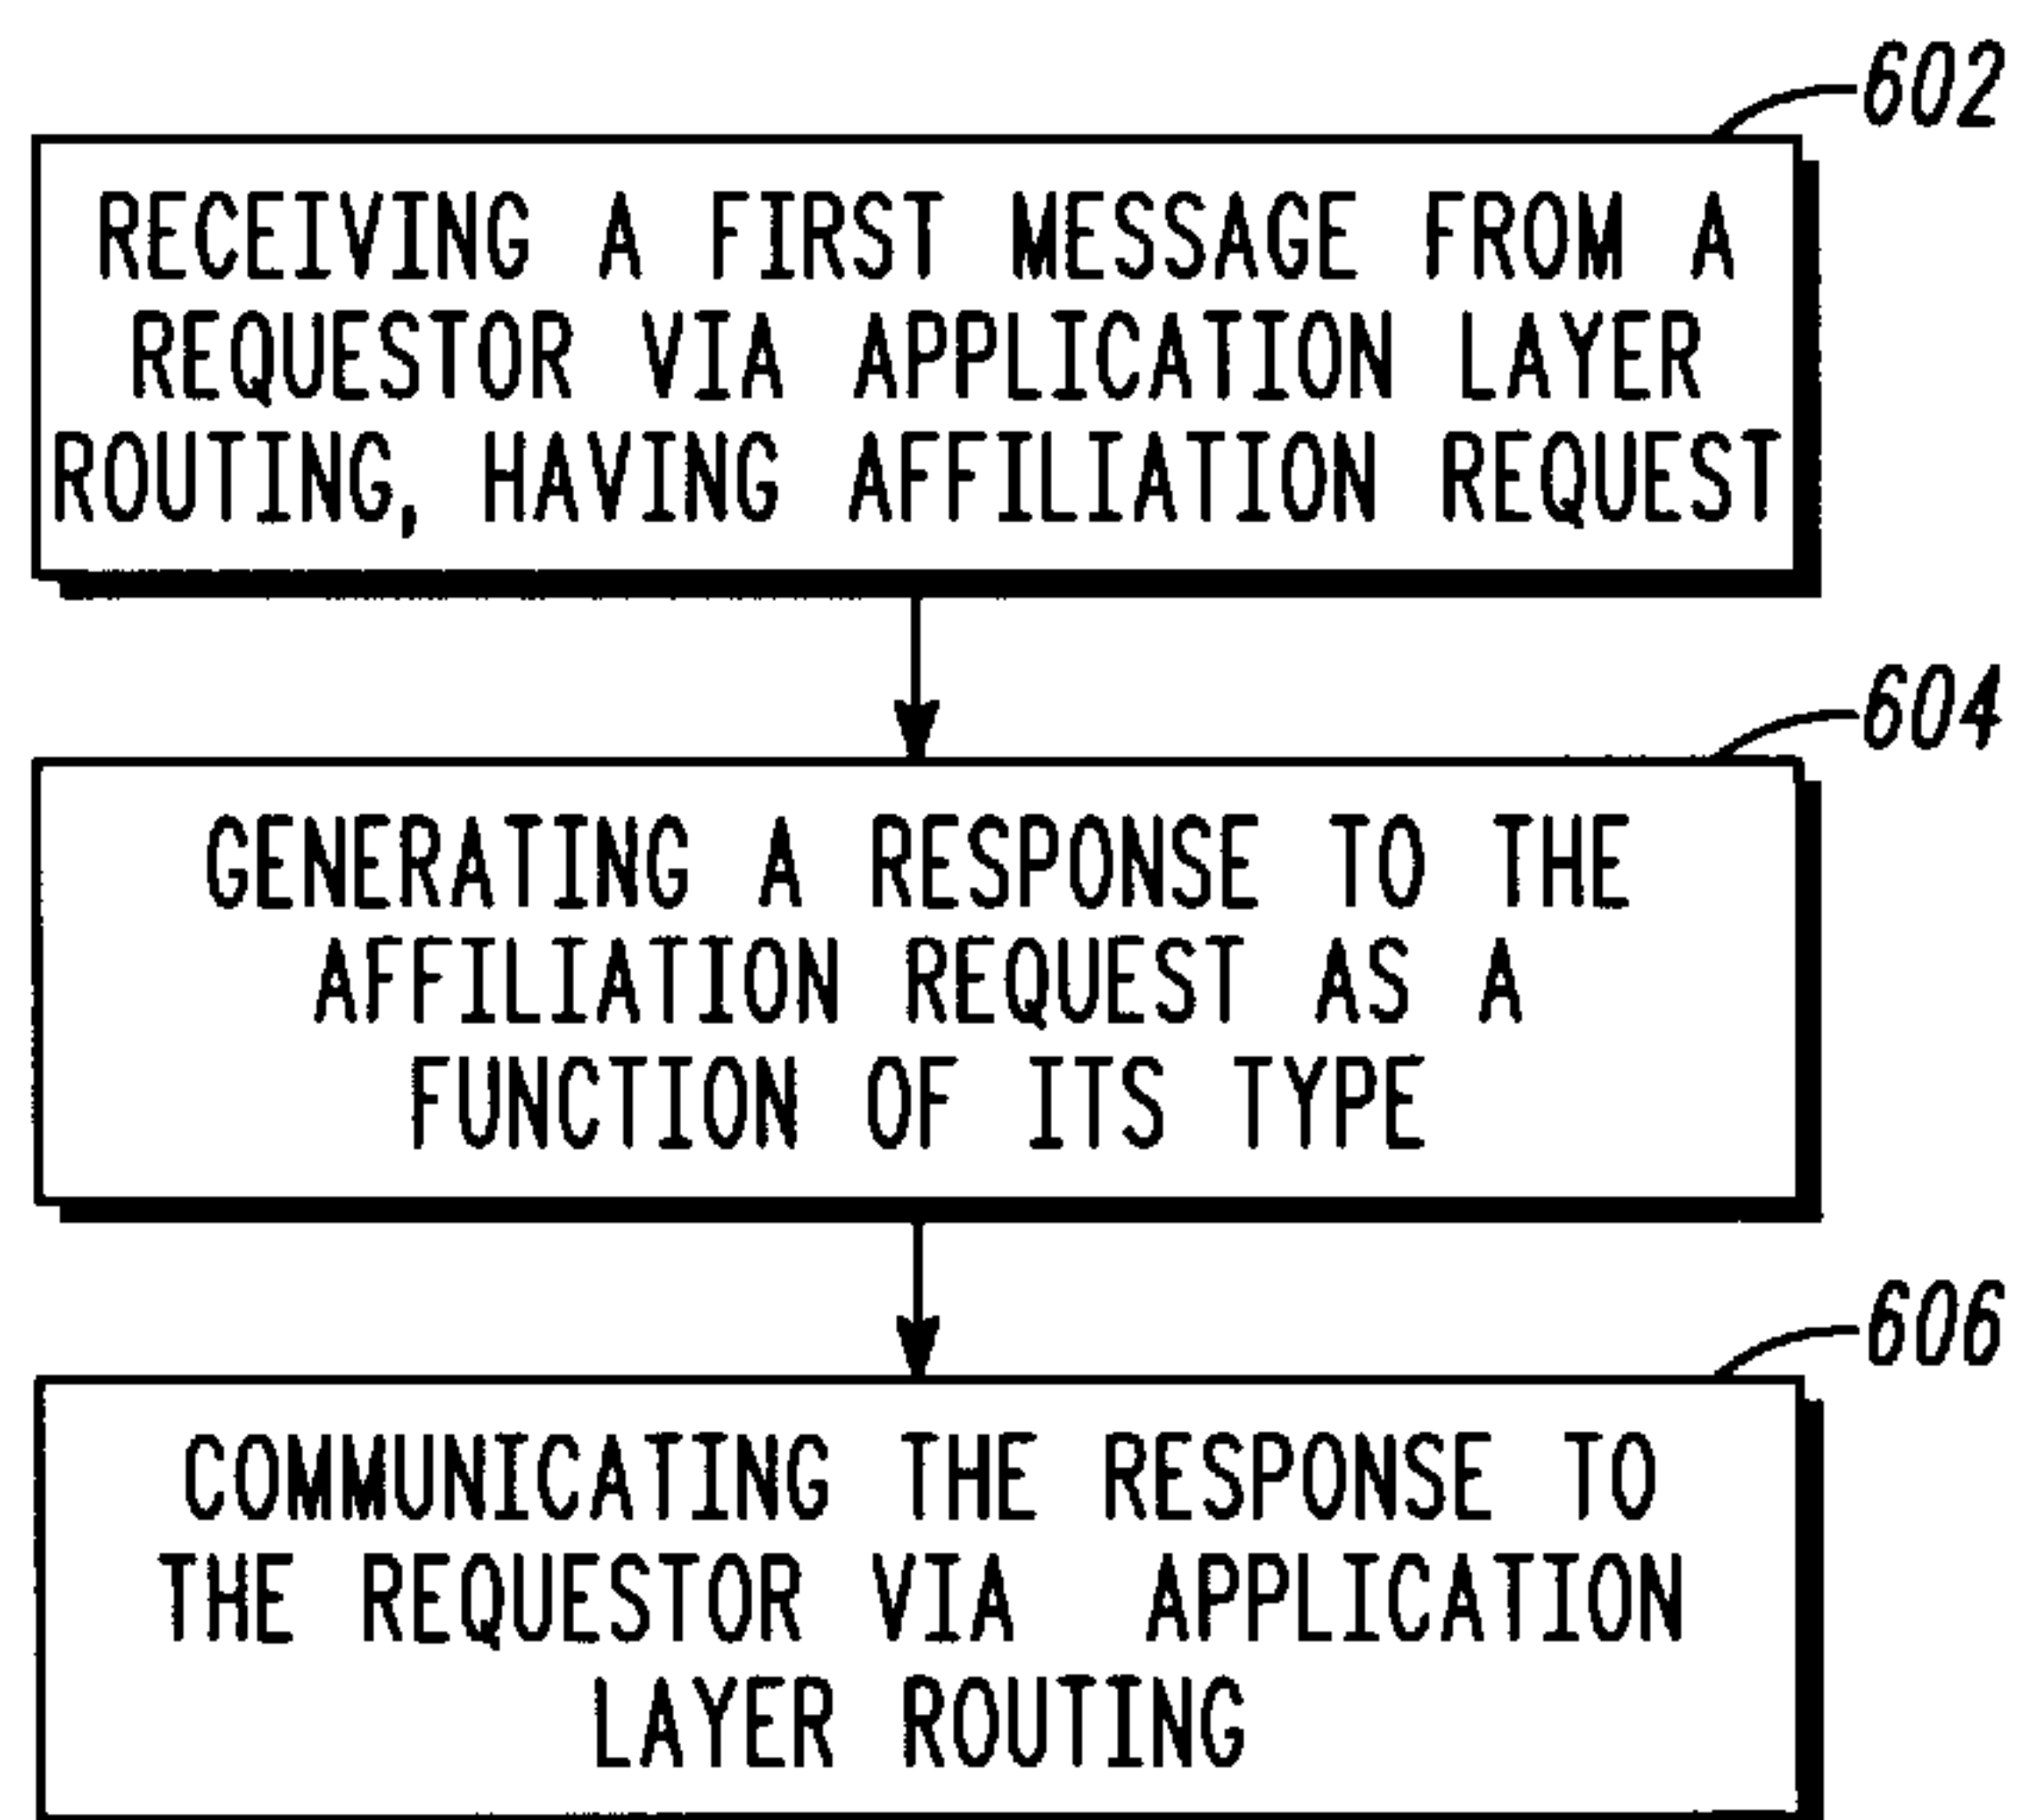 602
RECEIVING A FIRST MESSAGE FROM A
REQUESTOR VIA APPLICATION LAYER
ROUTING, HAVING AFFILIATION REQUEST
604
GENERATING A RESPONSE TO THE
AFFILIATION REQUEST AS A
FUNCTION OF ITS TYPE
606
COMMUNICATING THE RESPONSE TO
THE REQUESTOR VIA APPLICATION
LAYER ROUTING